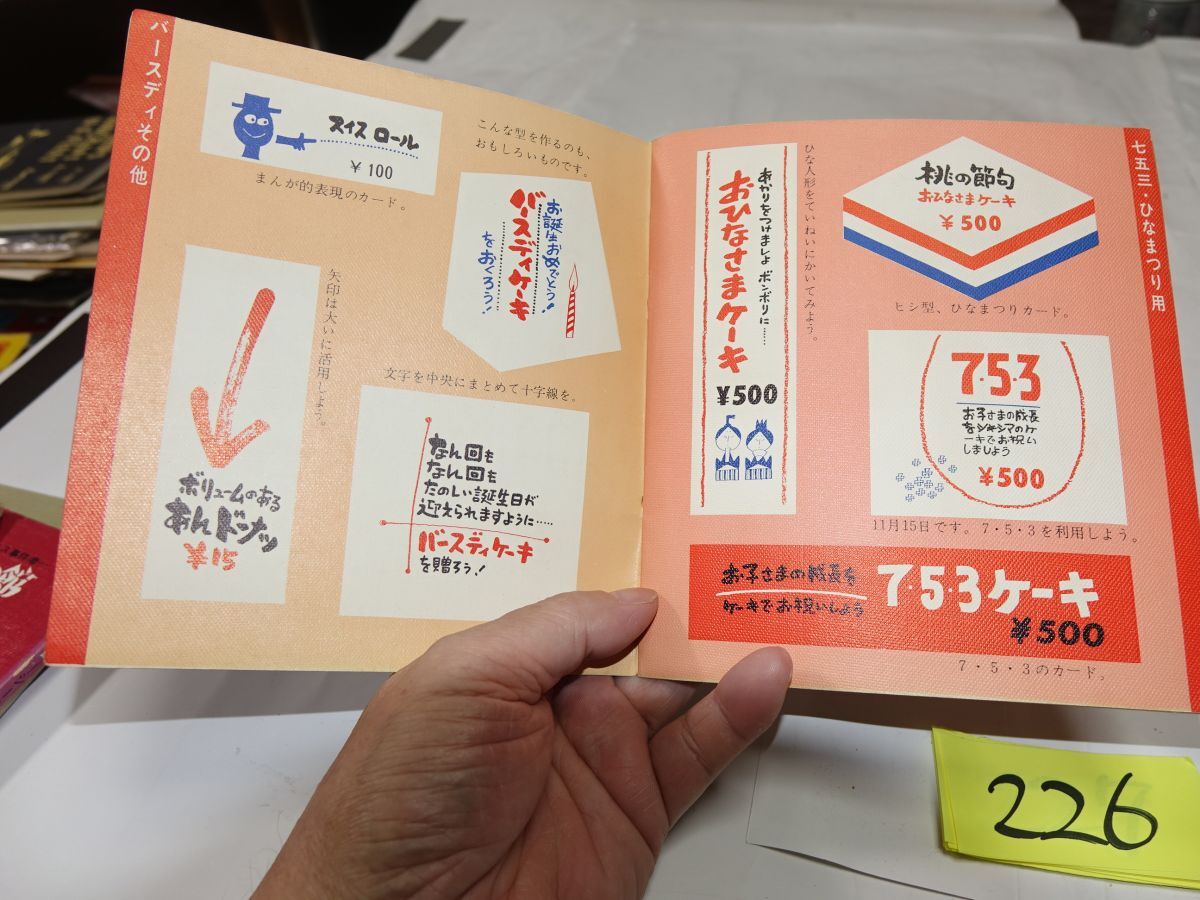 バースディその他
スイス ロール
¥100
まんが的表現のカード。
こんな型を作るのも、
おもしろいものです。
お誕生おめでとう!
バースディケーキ
をおくろう!
矢印は大いに活用しよう。
ボリュームのある
あんドーナッツ
¥15
文字を中央にまとめて十字線を。
なん回も
なん回も
たのしい誕生日が
迎えられますように……
バースディケーキ
を贈ろう!
七五三・ひなまつり用
桃の節句
おひなさまケーキ
¥500
ヒシ型、ひなまつりカード。
ひな人形をていねいにかいてみよう。
あかりをつけましょ ボンボリに……
おひなさまケーキ
¥500
7・5・3
お子さまの成長
をジャシマのケ
ーキでお祝い
しましよう
¥500
11月15日です。7・5・3を利用しよう。
お子さまの成長を
ケーキでお祝いしよう
7・5・3ケーキ
¥500
7・5・3のカード。
226